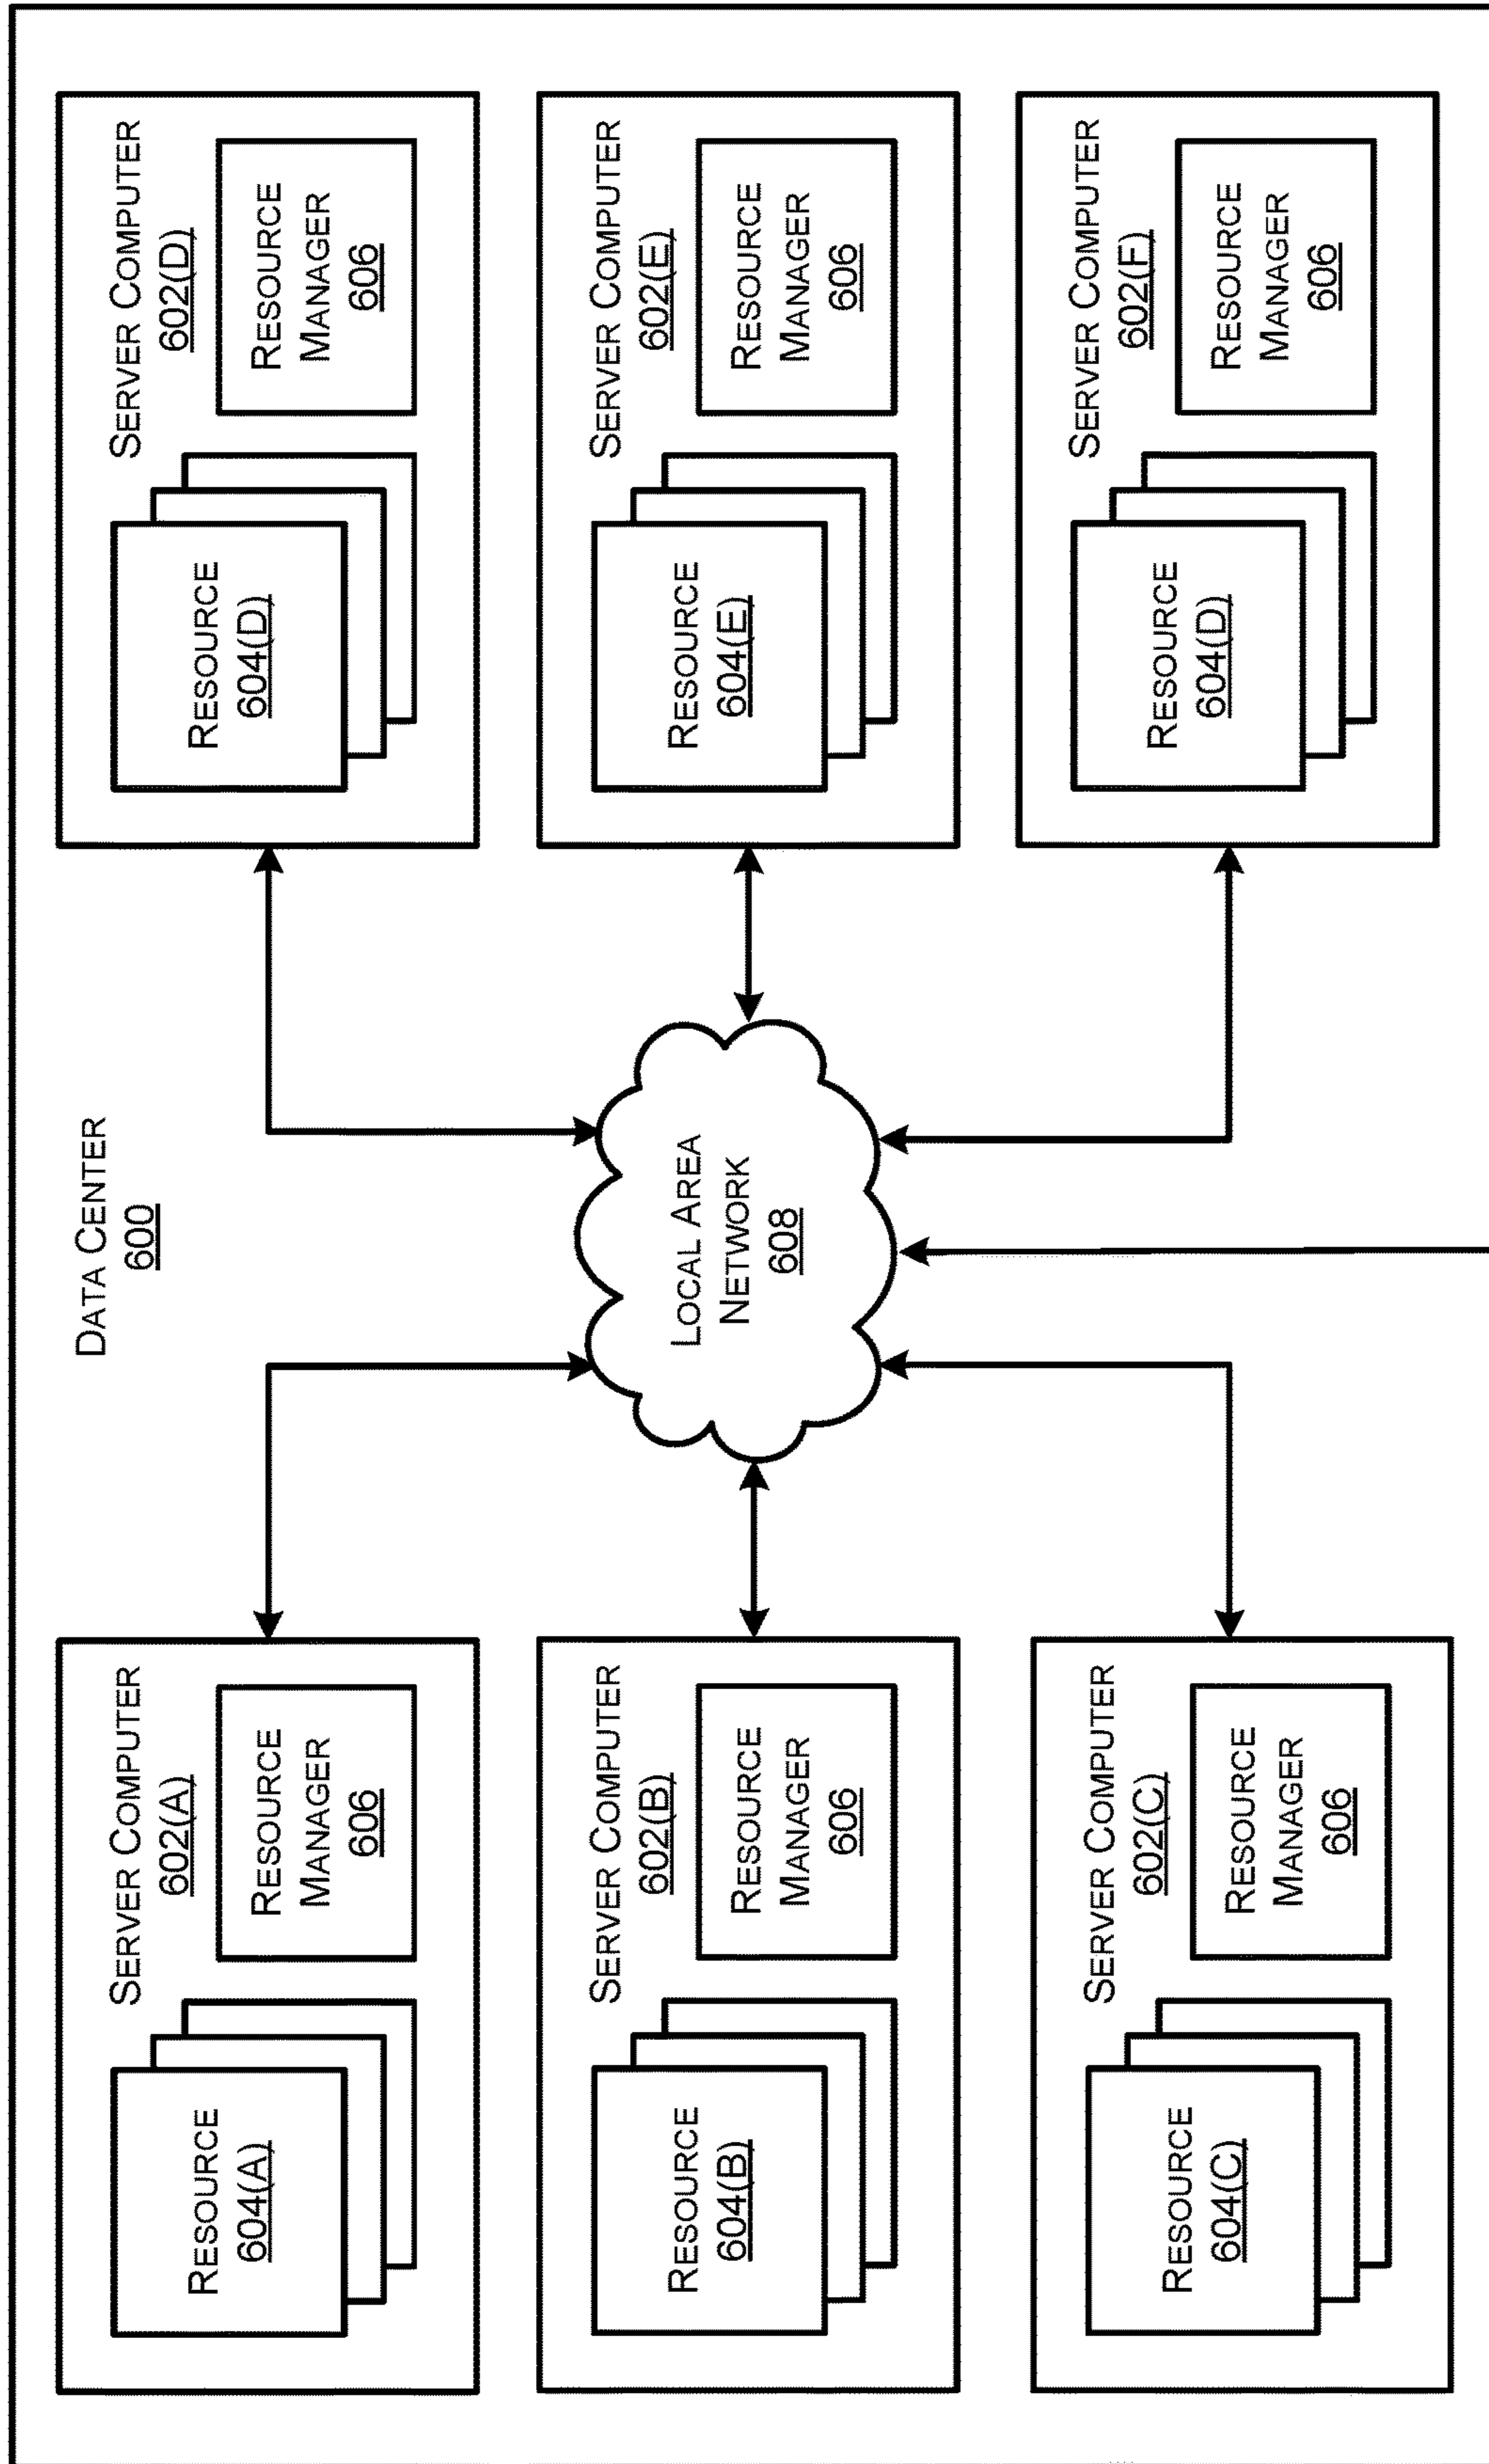 DATA CENTER
600
SERVER COMPUTER
602(A)
RESOURCE
604(A)
RESOURCE
MANAGER
606
SERVER COMPUTER
602(B)
RESOURCE
604(B)
RESOURCE
MANAGER
606
SERVER COMPUTER
602(C)
RESOURCE
604(C)
RESOURCE
MANAGER
606
LOCAL AREA
NETWORK
608
SERVER COMPUTER
602(D)
RESOURCE
604(D)
RESOURCE
MANAGER
606
SERVER COMPUTER
602(E)
RESOURCE
604(E)
RESOURCE
MANAGER
606
SERVER COMPUTER
602(F)
RESOURCE
604(D)
RESOURCE
MANAGER
606